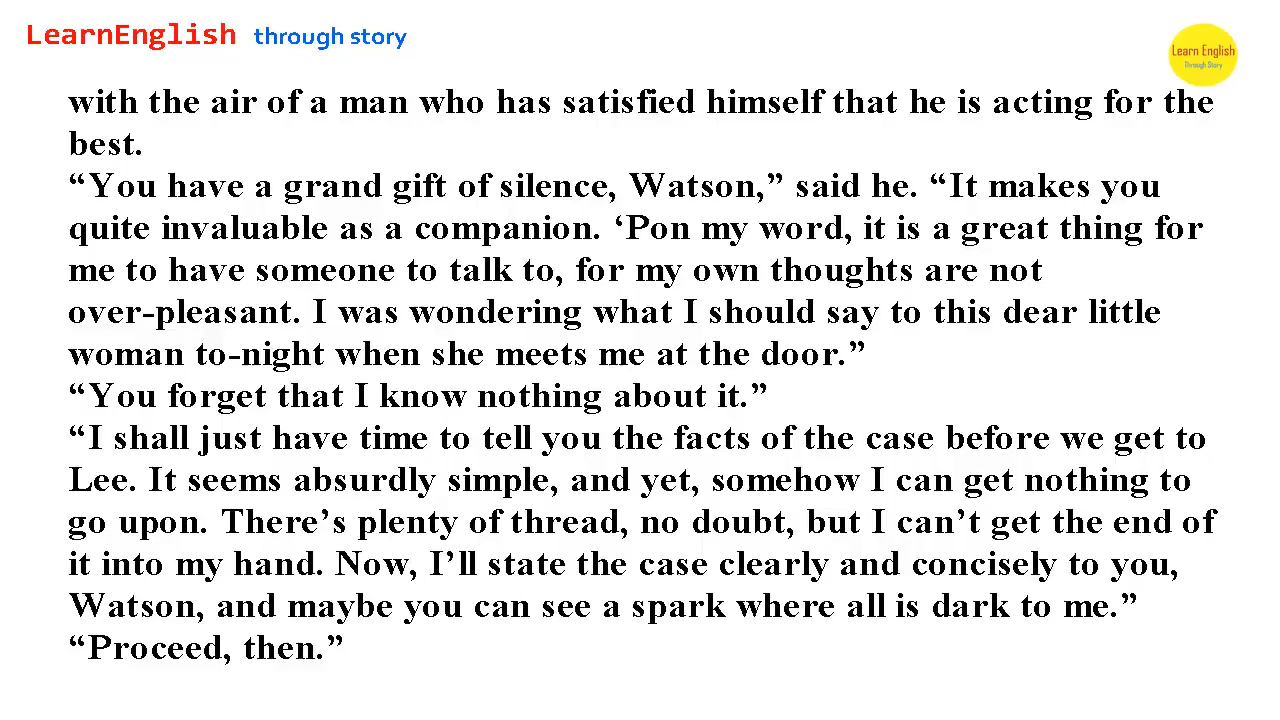 LearnEnglish through story
Learn English
Through Story
with the air of a man who has satisfied himself that he is acting for the
best.
“You have a grand gift of silence, Watson,” said he. “It makes you
quite invaluable as a companion. ‘Pon my word, it is a great thing for
me to have someone to talk to, for my own thoughts are not
over-pleasant. I was wondering what I should say to this dear little
woman to-night when she meets me at the door.”
“You forget that I know nothing about it.”
“I shall just have time to tell you the facts of the case before we get to
Lee. It seems absurdly simple, and yet, somehow I can get nothing to
go upon. There’s plenty of thread, no doubt, but I can’t get the end of
it into my hand. Now, I’ll state the case clearly and concisely to you,
Watson, and maybe you can see a spark where all is dark to me.”
“Proceed, then.”